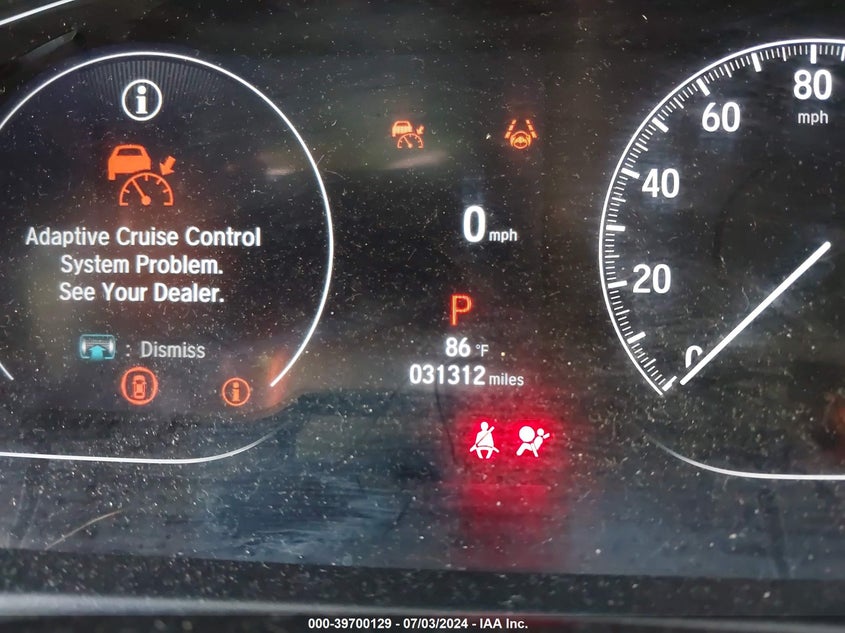 Adaptive Cruise Control
System Problem.
See Your Dealer.
: Dismiss
0 mph
P
86 °F
031312 miles
80
mph
60
40
20
0
000-39700129 - 07/03/2024 - IAA Inc.